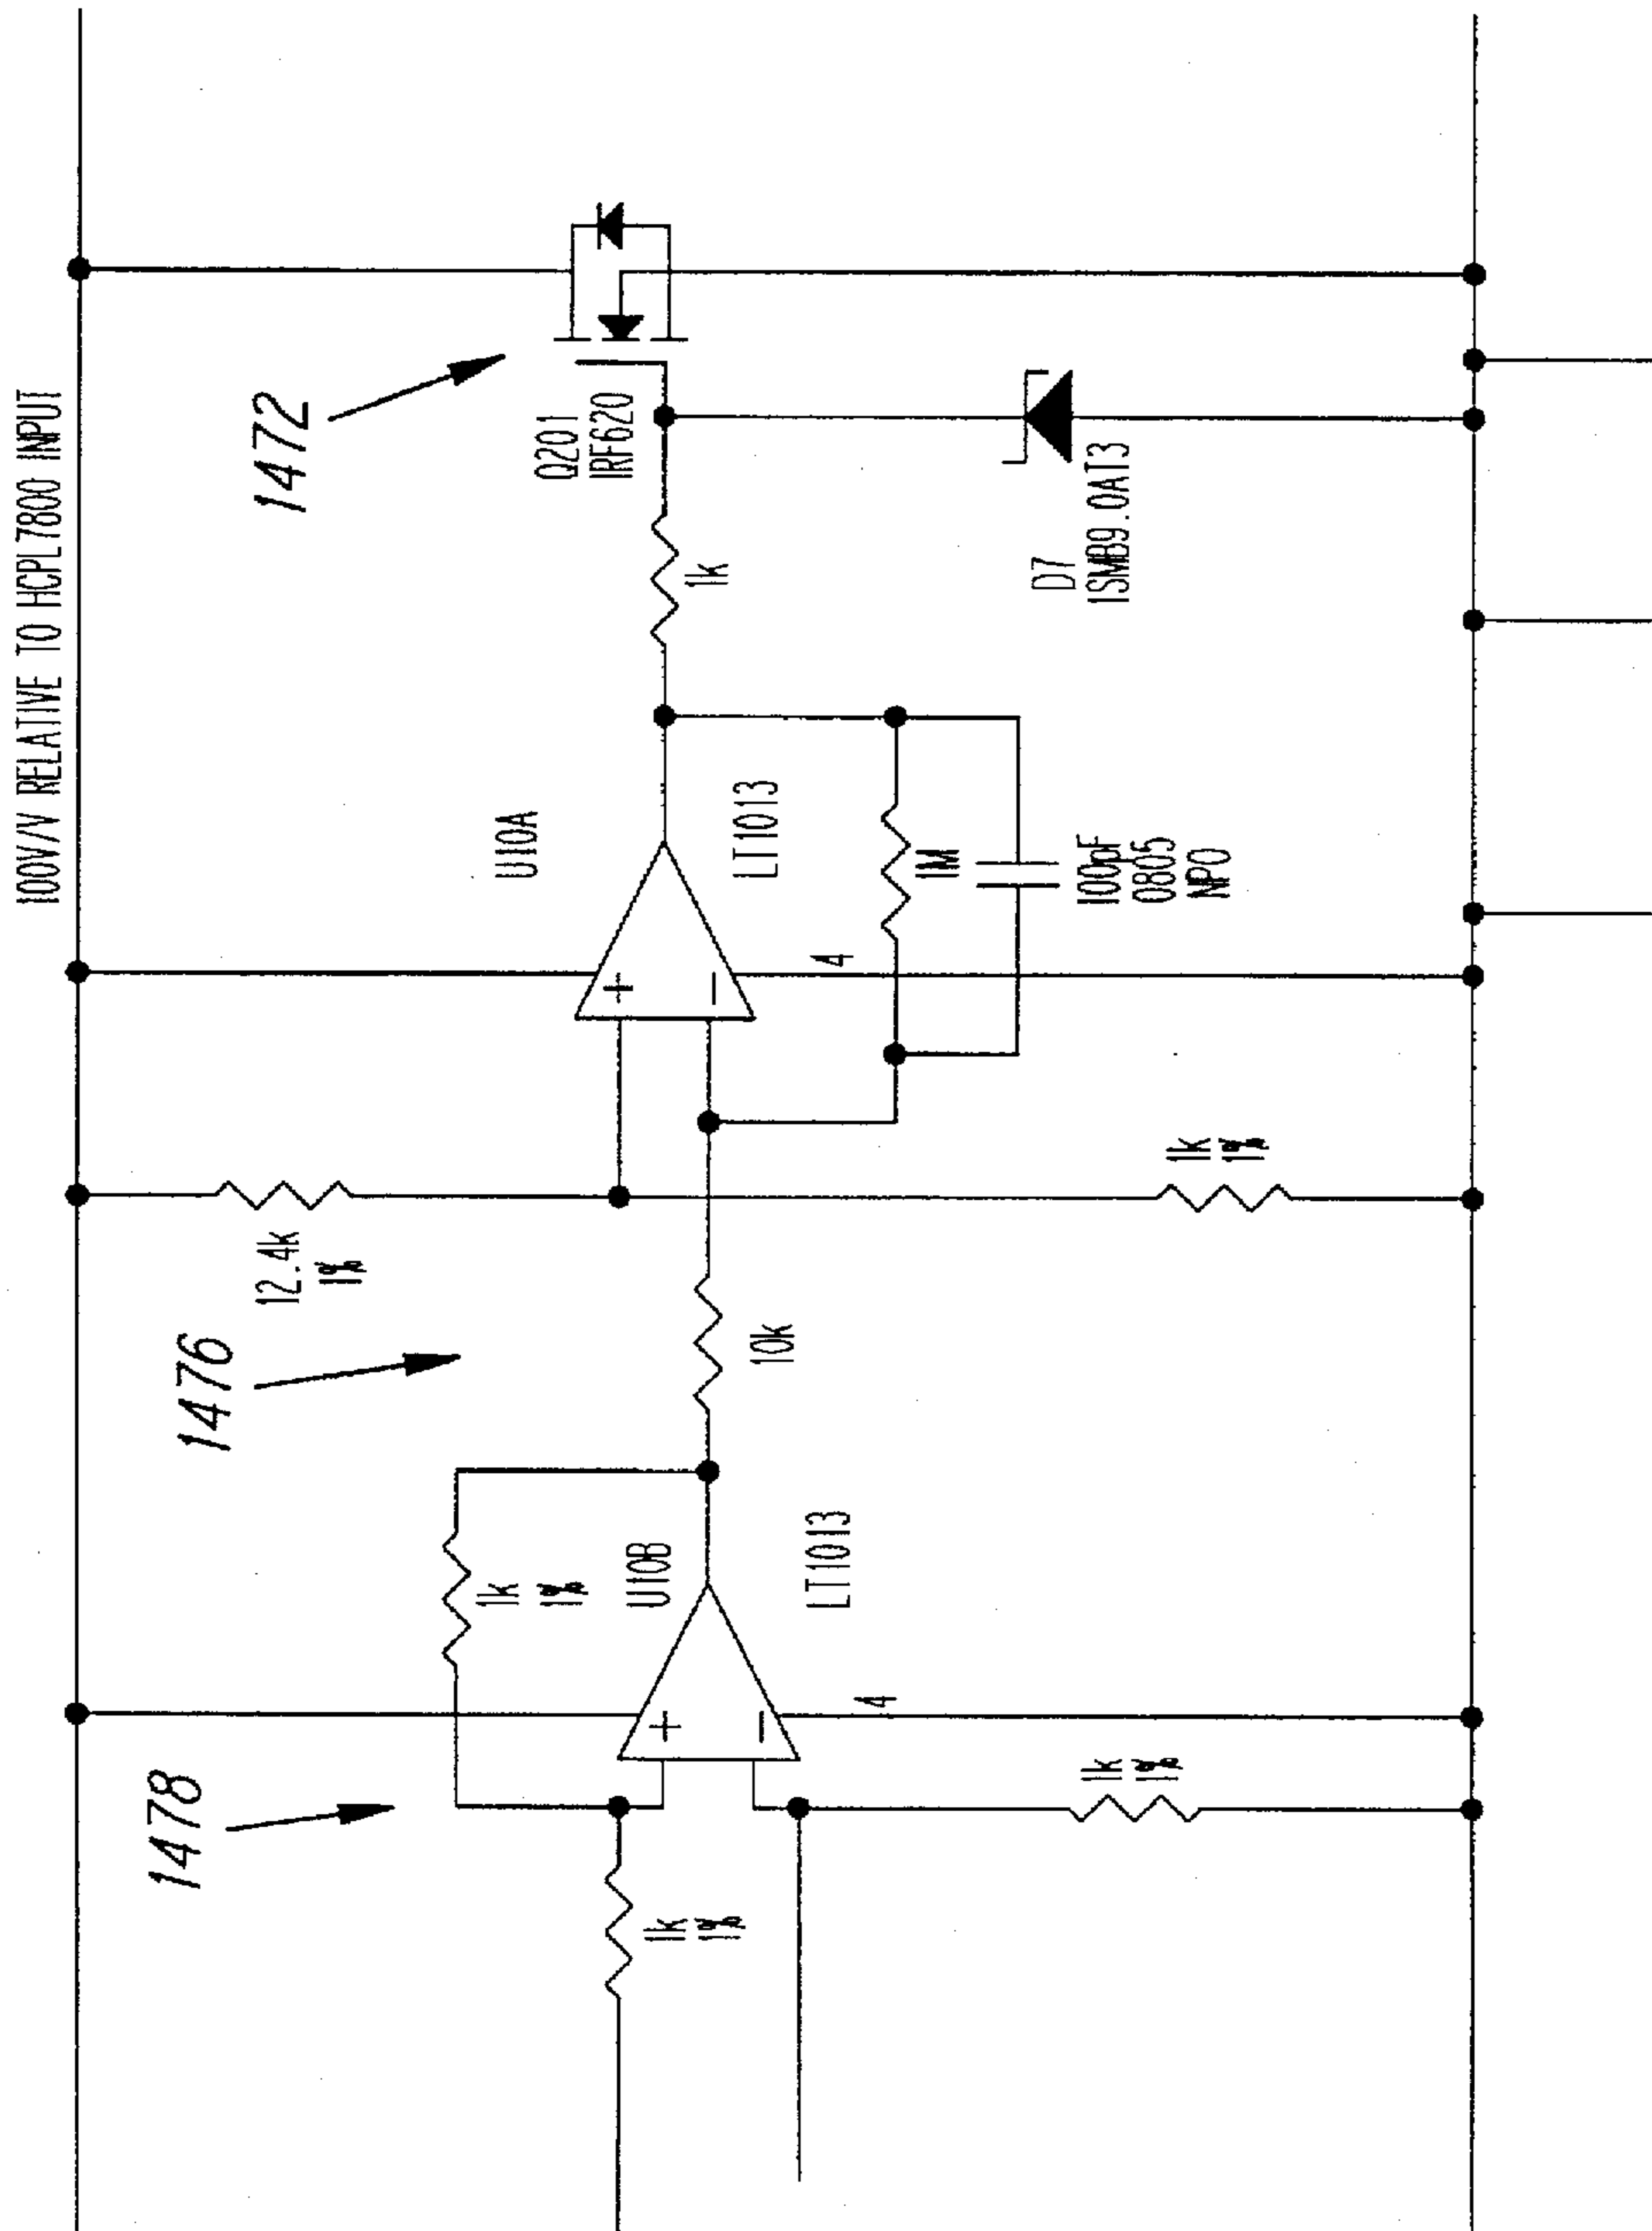 100V/V RELATIVE TO HCPL7800 INPUT
1472
Q201
IRF620
1k
D7
1SMB9.0AT3
U10A
LT1013
+
−
4
1M
100pF
0805
NPO
12.4k
1%
1k
1%
1476
10k
1k
1%
U10B
LT1013
+
−
4
1478
1k
1%
1k
1%